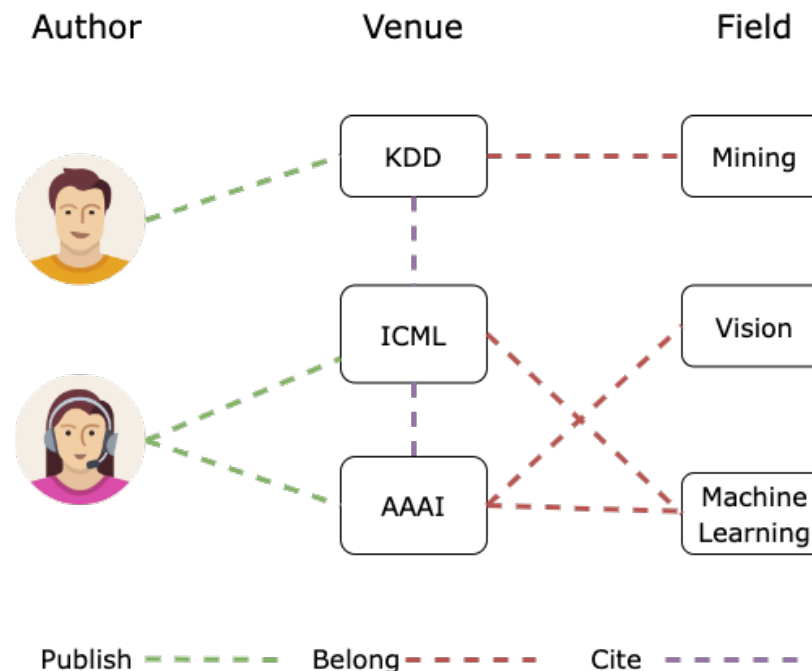 Author Venue Field
KDD Mining
ICML Vision
AAAI Machine
Learning
Publish Belong Cite